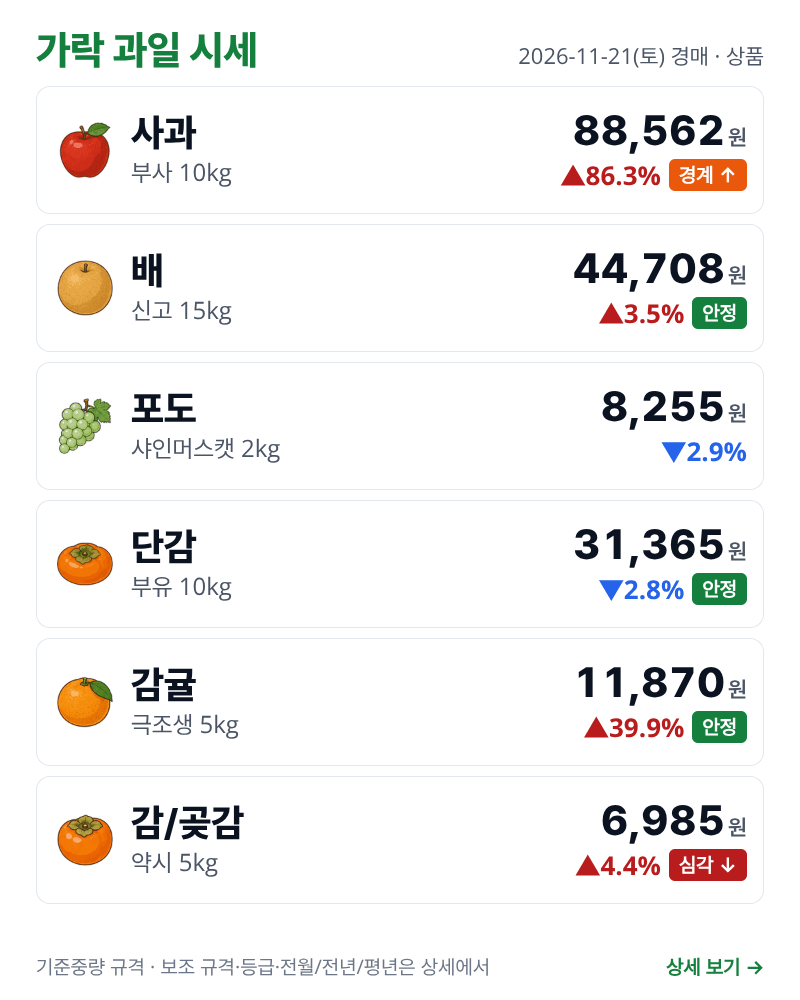 가락 과일 시세
2026-11-21(토) 경매 · 상품
사과
부사 10kg
88,562원
▲86.3% 경계 ↑
배
신고 15kg
44,708원
▲3.5% 안정
포도
샤인머스캣 2kg
8,255원
▼2.9%
단감
부유 10kg
31,365원
▼2.8% 안정
감귤
극조생 5kg
11,870원
▲39.9% 안정
감/곶감
약시 5kg
6,985원
▲4.4% 심각 ↓
기준중량 규격 · 보조 규격·등급·전월/전년/평년은 상세에서
상세 보기 →